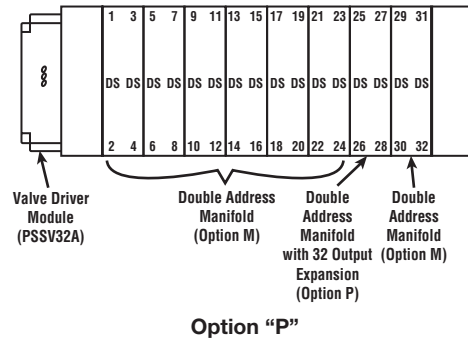 1 3 5 7 9 11 13 15 17 19 21 23 25 27 29 31
DS DS DS DS DS DS DS DS DS DS DS DS DS DS DS DS
2 4 6 8 10 12 14 16 18 20 22 24 26 28 30 32
Valve Driver
Module
(PSSV32A)
Double Address
Manifold
(Option M)
Double
Address
Manifold
with 32 Output
Expansion
(Option P)
Double
Address
Manifold
(Option M)
Option “P”